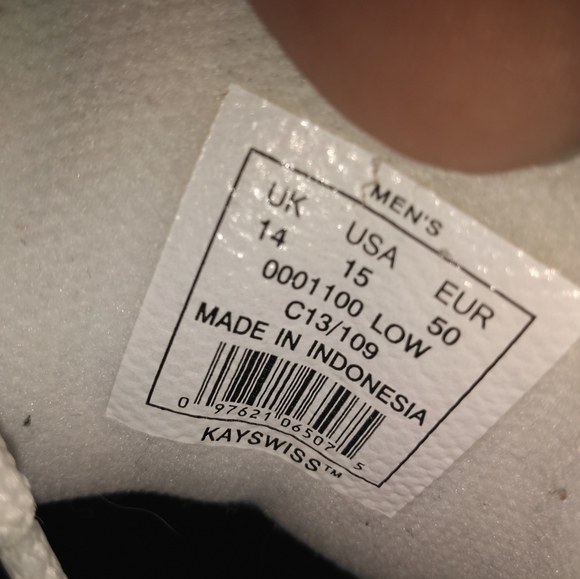 MEN'S
UK USA EUR
14 15 50
0001100 LOW
C13/109
MADE IN INDONESIA
0 97621 06507 5
KAYSWISS™